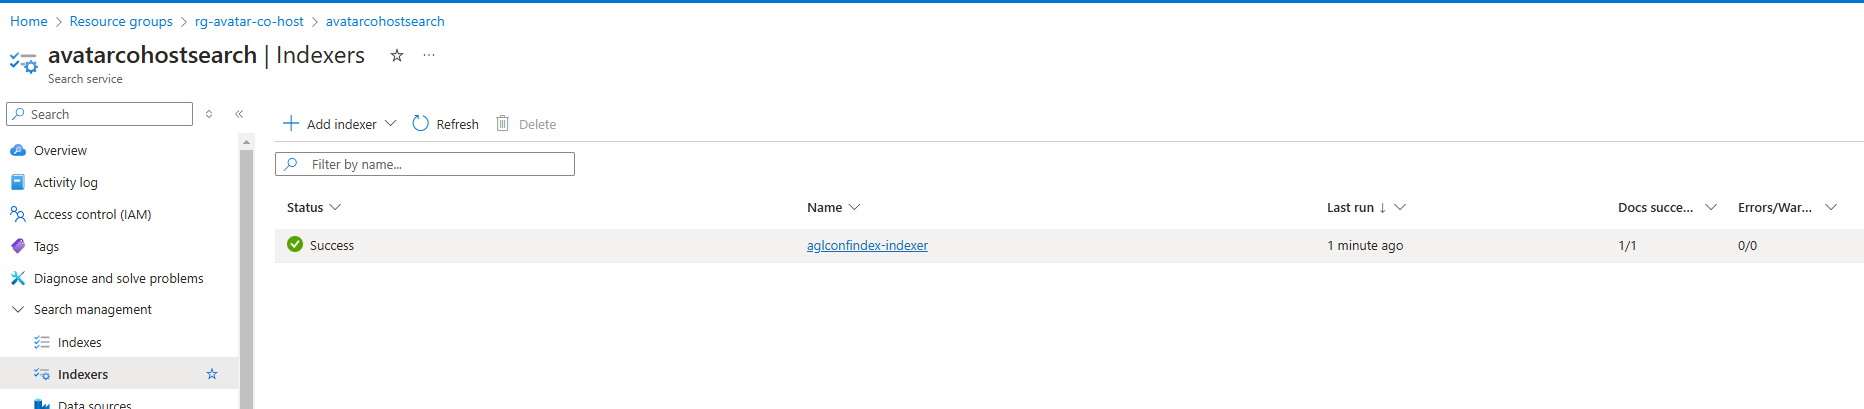 Home > Resource groups > rg-avatar-co-host > avatarcohostsearch
avatarcohostsearch | Indexers
Search service
Search
Add indexer Refresh Delete
Filter by name...
Overview
Activity log
Access control (IAM)
Tags
Diagnose and solve problems
Search management
Indexes
Indexers
Data sources
Status Name Last run ↓ Docs succe... Errors/War...
Success aglconfindex-indexer 1 minute ago 1/1 0/0